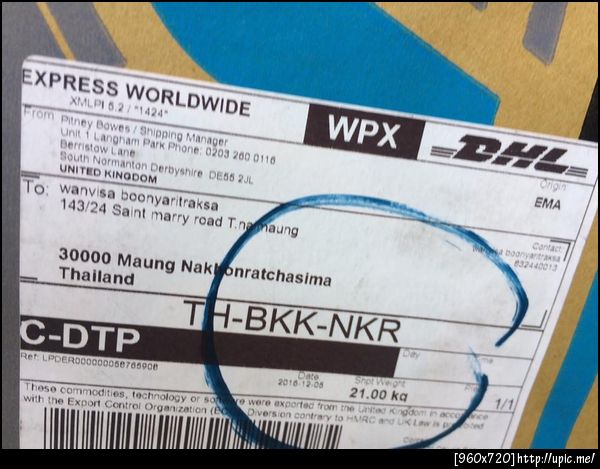 EXPRESS WORLDWIDE
XMLPI 5.2 / *1424*
WPX
DHL
From
Pitney Bowes / Shipping Manager
Unit 1 Langham Park Phone: 0203 260 0116
Berristow Lane
South Normanton Derbyshire DE55 2JL
UNITED KINGDOM
Origin
EMA
To:
wanvisa boonyaritraksa
143/24 Saint marry road T.namaung
Contact:
wanvisa boonyaritraksa
832440013
30000 Maung Nakhonratchasima
Thailand
TH-BKK-NKR
C-DTP
Day
Time
Ref: LPDER000000058765908
Date
2016-12-05
Shpt Weight
21.00 kg
1/1
These commodities, technology or software were exported from the United Kingdom in accordance
with the Export Control Organization Diversion contrary to HMRC and UK Law is prohibited
[960x720]http://upic.me/